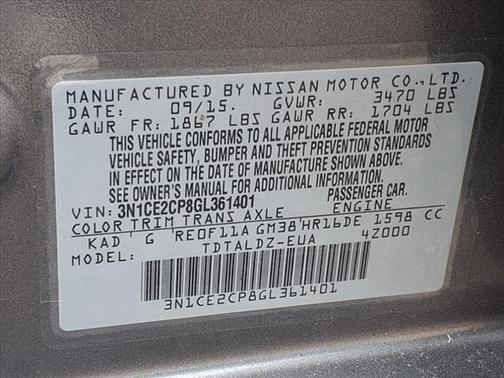 MANUFACTURED BY NISSAN MOTOR CO., LTD.
DATE: 09/15. GVWR: 3470 LBS
GAWR FR: 1867 LBS GAWR RR: 1704 LBS
THIS VEHICLE CONFORMS TO ALL APPLICABLE FEDERAL MOTOR
VEHICLE SAFETY, BUMPER AND THEFT PREVENTION STANDARDS
IN EFFECT ON THE DATE OF MANUFACTURE SHOWN ABOVE.
SEE OWNER'S MANUAL FOR ADDITIONAL INFORMATION.
VIN: 3N1CE2CP8GL361401 PASSENGER CAR.
COLOR TRIM TRANS AXLE ENGINE
KAD G RE0F11A GM38 HR16DE 1598 CC
MODEL: TDTALDZ-EUA 4Z000
3N1CE2CP8GL361401